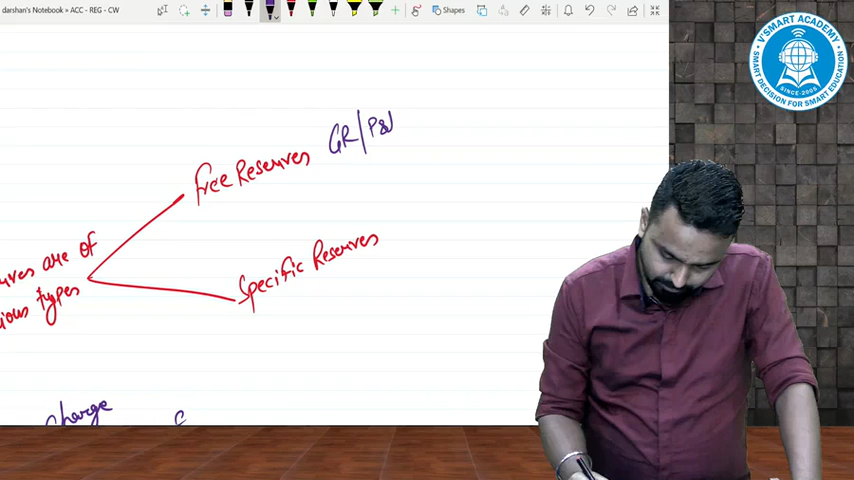 darshan's Notebook » ACC - REG - CW
Shapes
V'SMART ACADEMY
SMART DECISION FOR SMART EDUCATION
SINCE-2005
GR/P&L
Free Reserves
Specific Reserves
ves are of
ious types
charge